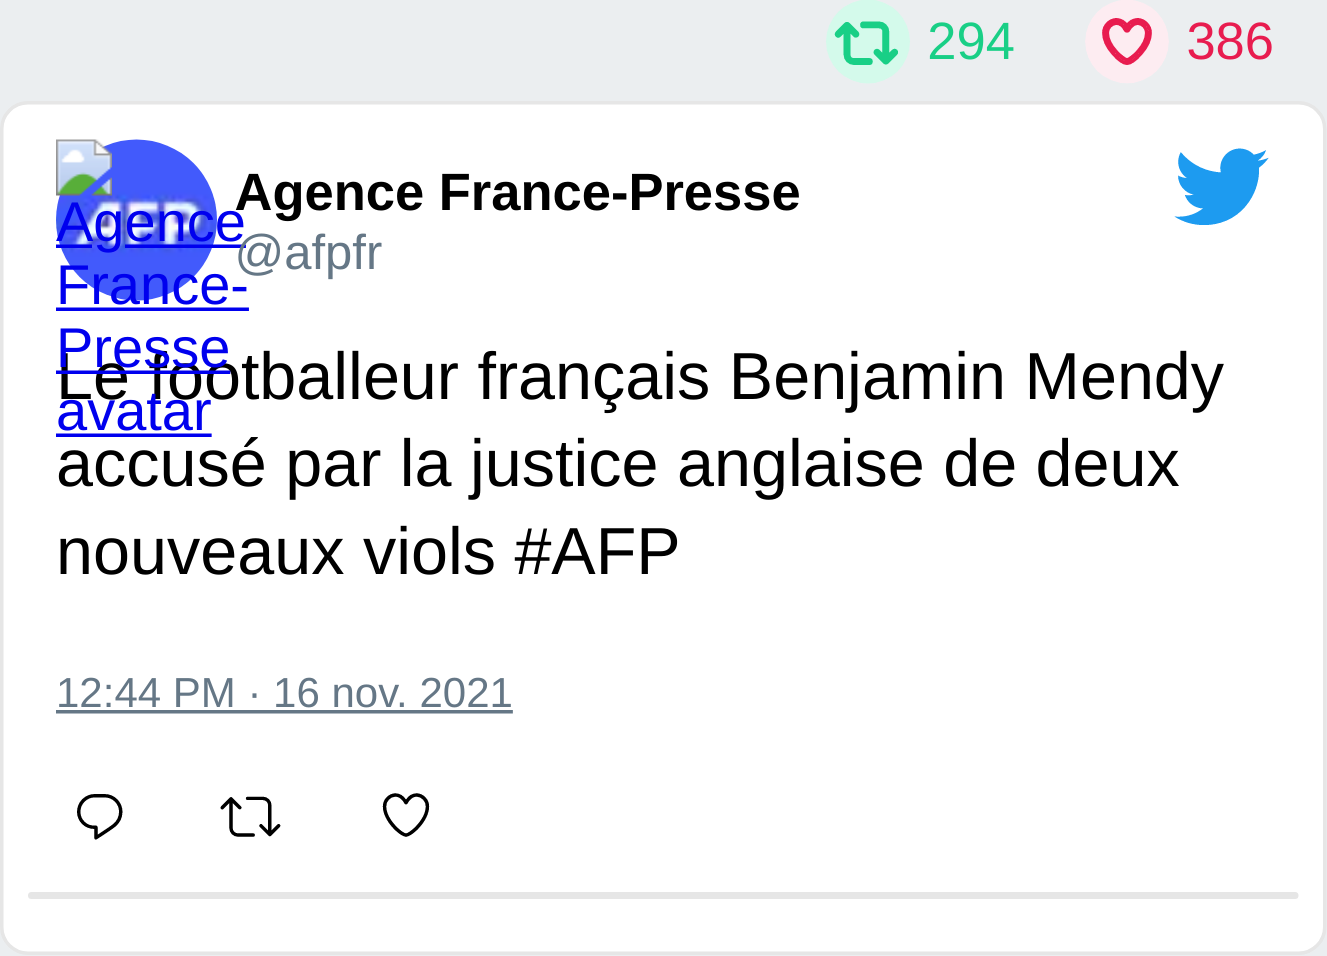 294 386
Agence France-Presse
@afpfr
AFP
Agence
France-
Presse
avatar
Le footballeur français Benjamin Mendy
accusé par la justice anglaise de deux
nouveaux viols #AFP
12:44 PM · 16 nov. 2021